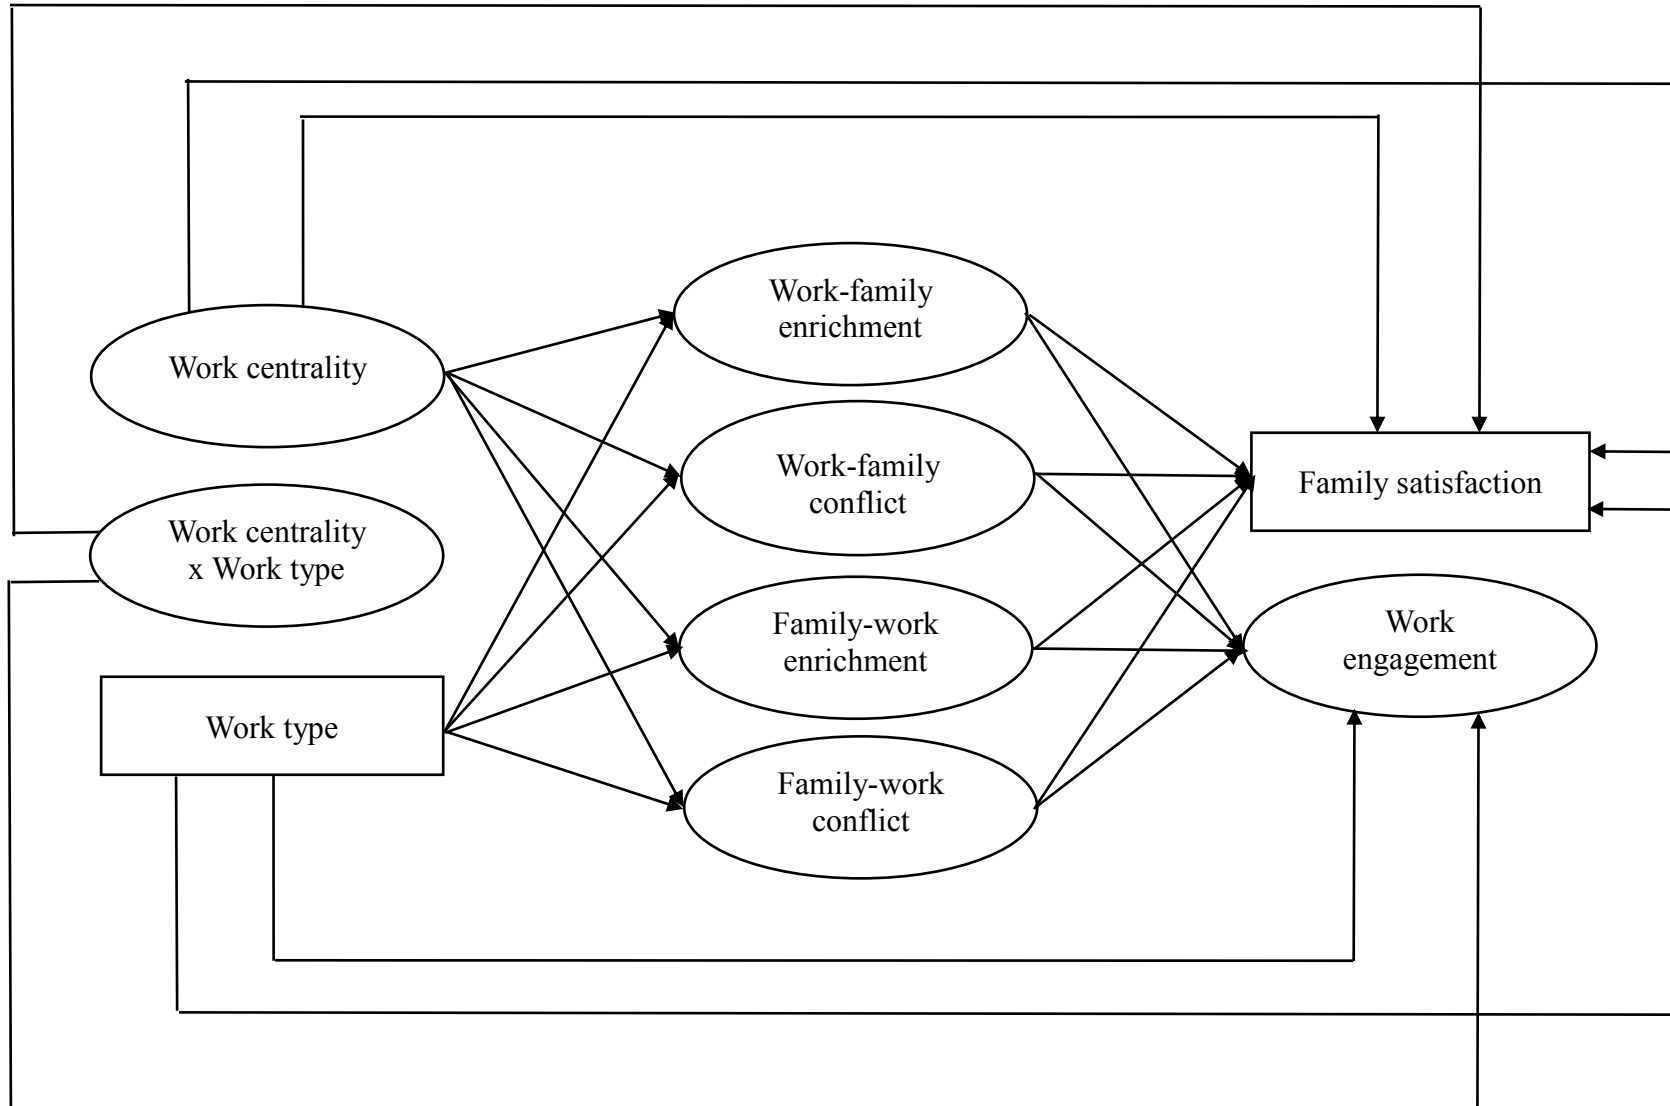 Work-family
enrichment
Work centrality
Work-family
conflict
Family satisfaction
Work centrality
x Work type
Family-work
enrichment
Work
engagement
Work type
Family-work
conflict